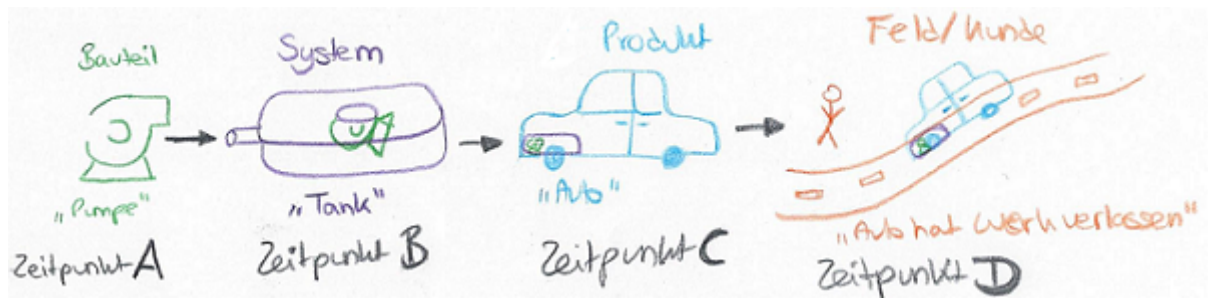 Bauteil
„Pumpe"
Zeitpunkt A
System
„Tank"
Zeitpunkt B
Produkt
„Auto"
Zeitpunkt C
Feld/Kunde
„Auto hat Werk verlassen"
Zeitpunkt D